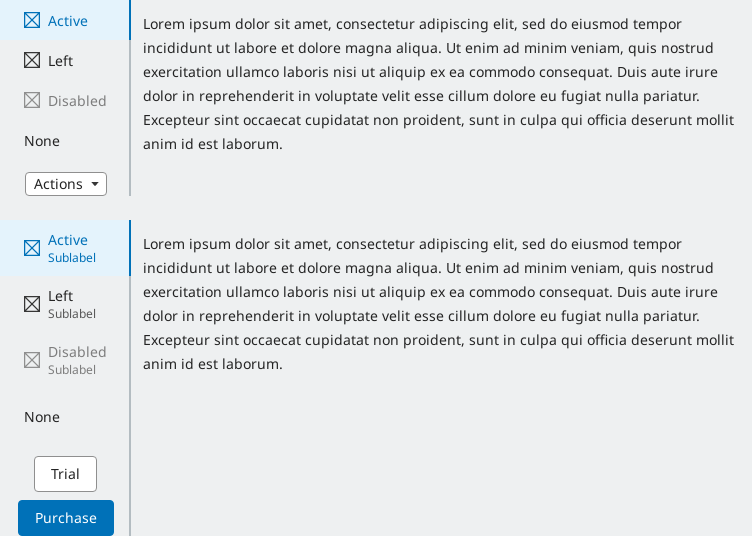 Active
Left
Disabled
None
Actions
Lorem ipsum dolor sit amet, consectetur adipiscing elit, sed do eiusmod tempor
incididunt ut labore et dolore magna aliqua. Ut enim ad minim veniam, quis nostrud
exercitation ullamco laboris nisi ut aliquip ex ea commodo consequat. Duis aute irure
dolor in reprehenderit in voluptate velit esse cillum dolore eu fugiat nulla pariatur.
Excepteur sint occaecat cupidatat non proident, sunt in culpa qui officia deserunt mollit
anim id est laborum.
Active
Sublabel
Left
Sublabel
Disabled
Sublabel
None
Trial
Purchase
Lorem ipsum dolor sit amet, consectetur adipiscing elit, sed do eiusmod tempor
incididunt ut labore et dolore magna aliqua. Ut enim ad minim veniam, quis nostrud
exercitation ullamco laboris nisi ut aliquip ex ea commodo consequat. Duis aute irure
dolor in reprehenderit in voluptate velit esse cillum dolore eu fugiat nulla pariatur.
Excepteur sint occaecat cupidatat non proident, sunt in culpa qui officia deserunt mollit
anim id est laborum.